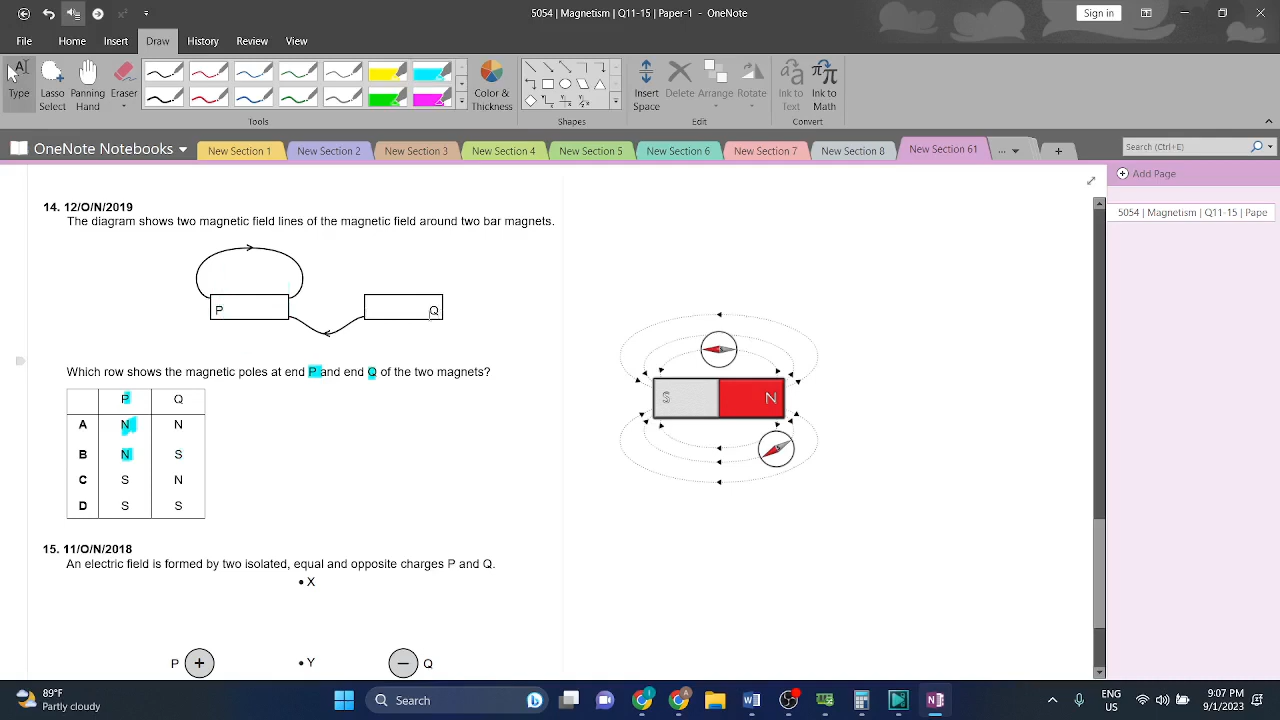 5054 | Magnetism | Q11-15 | Paper-1 - OneNote
Sign in
File Home Insert Draw History Review View
Type
Lasso Select
Panning Hand
Eraser
Color & Thickness
Insert Space
Delete
Arrange
Rotate
Ink to Text
Ink to Math
Tools
Shapes
Edit
Convert
OneNote Notebooks
New Section 1
New Section 2
New Section 3
New Section 4
New Section 5
New Section 6
New Section 7
New Section 8
New Section 61
...
Search (Ctrl+E)
Add Page
5054 | Magnetism | Q11-15 | Pape
14. 12/O/N/2019
The diagram shows two magnetic field lines of the magnetic field around two bar magnets.
P
Q
Which row shows the magnetic poles at end P and end Q of the two magnets?
P Q
A N N
B N S
C S N
D S S
S N
15. 11/O/N/2018
An electric field is formed by two isolated, equal and opposite charges P and Q.
X
P + Y − Q
89°F
Partly cloudy
Search
ENG
US
9:07 PM
9/1/2023